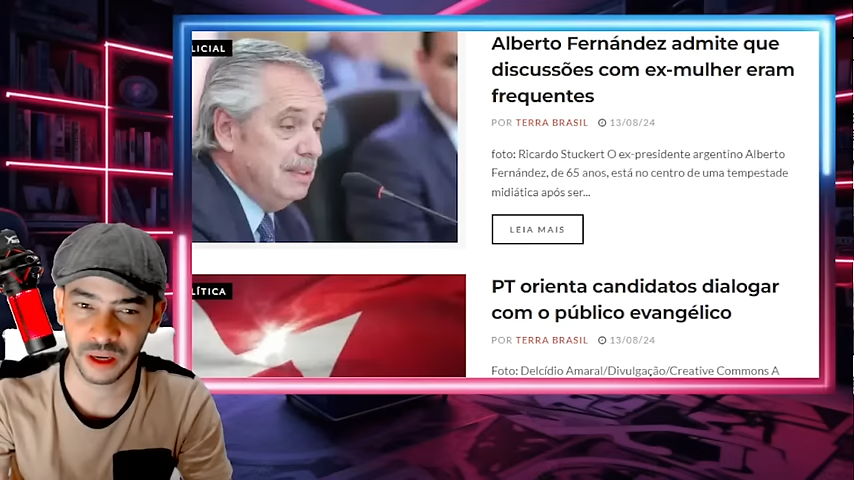 LICIAL
Alberto Fernández admite que
discussões com ex-mulher eram
frequentes
POR TERRA BRASIL 13/08/24
foto: Ricardo Stuckert O ex-presidente argentino Alberto
Fernández, de 65 anos, está no centro de uma tempestade
midiática após ser...
LEIA MAIS
LÍTICA
PT orienta candidatos dialogar
com o público evangélico
POR TERRA BRASIL 13/08/24
Foto: Delcídio Amaral/Divulgação/Creative Commons A